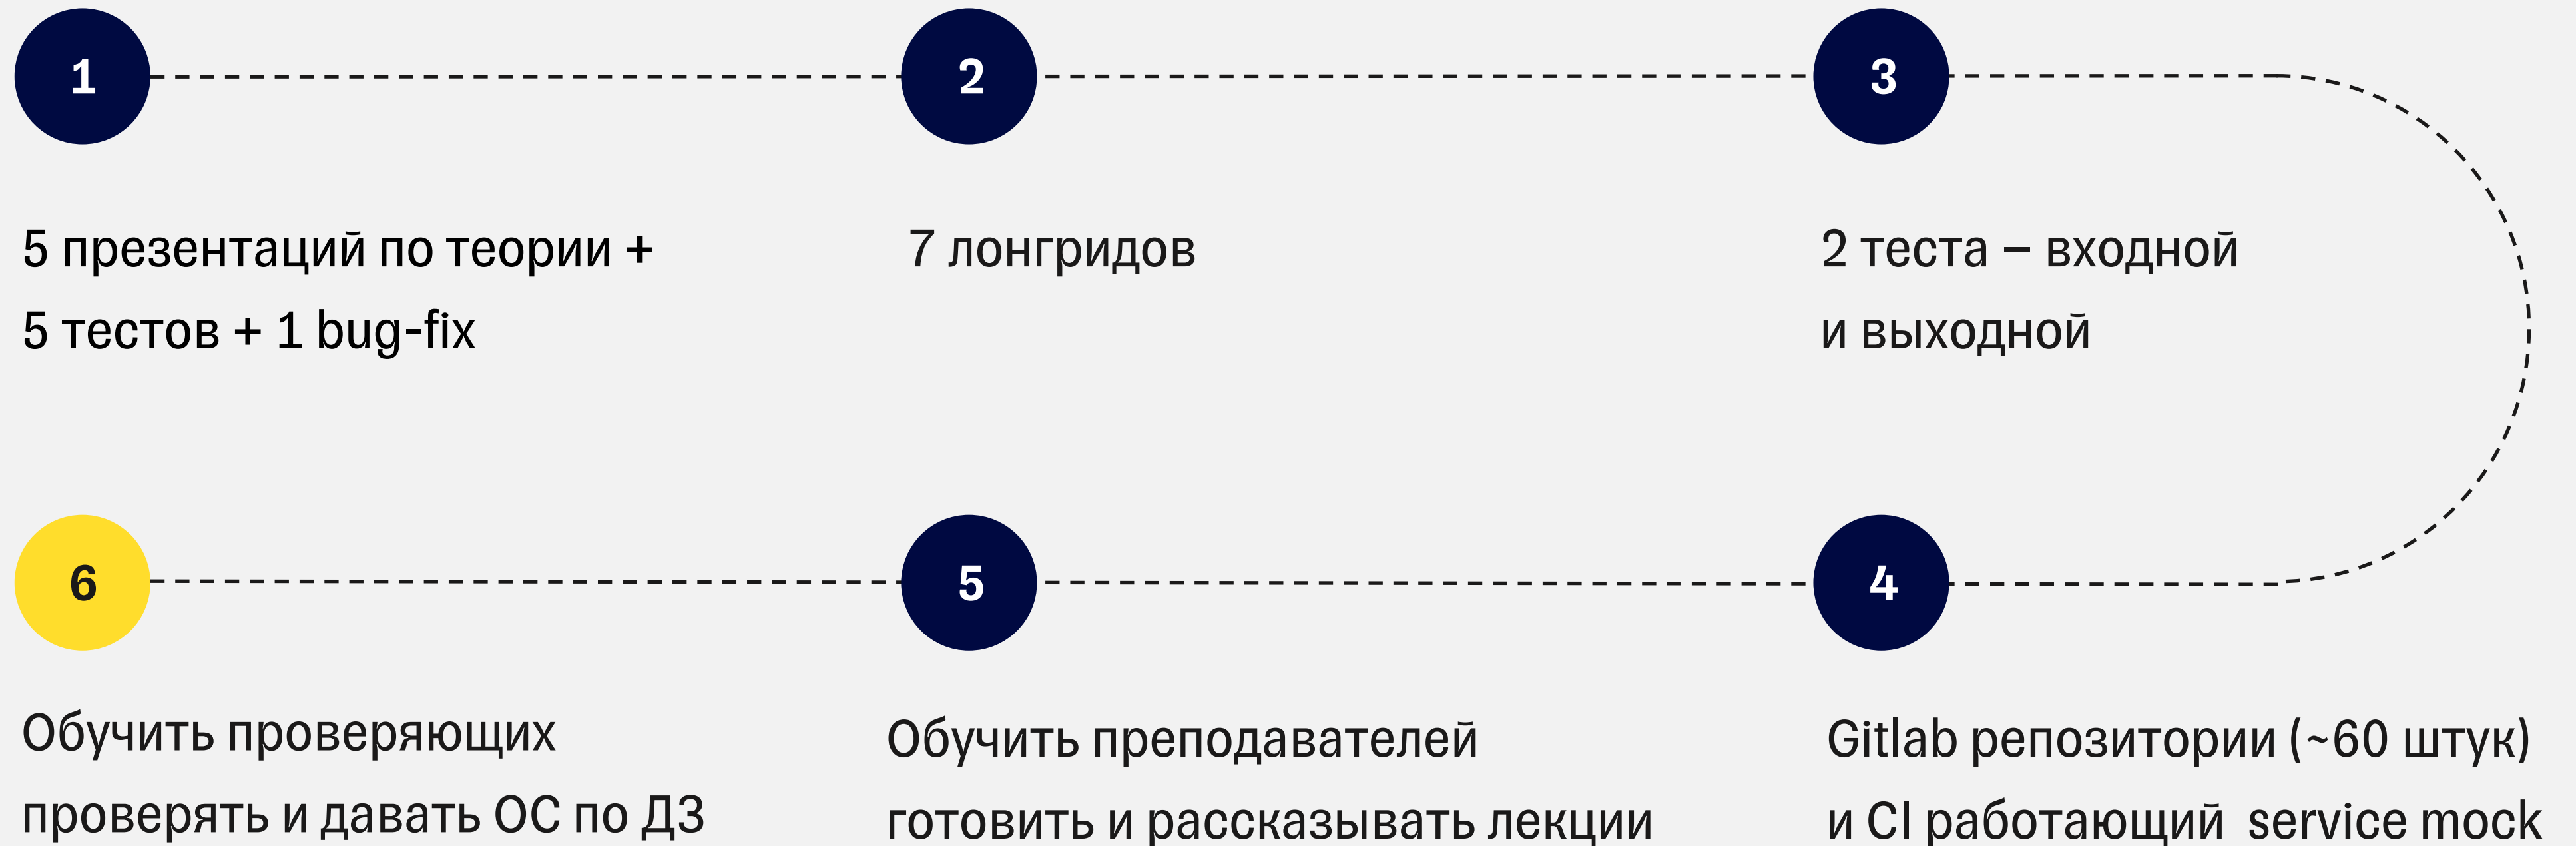 1
2
3
5 презентаций по теории +
5 тестов + 1 bug-fix
7 лонгридов
2 теста – входной
и выходной
4
Gitlab репозитории (~60 штук)
и CI работающий service mock
5
Обучить преподавателей
готовить и рассказывать лекции
6
Обучить проверяющих
проверять и давать ОС по ДЗ